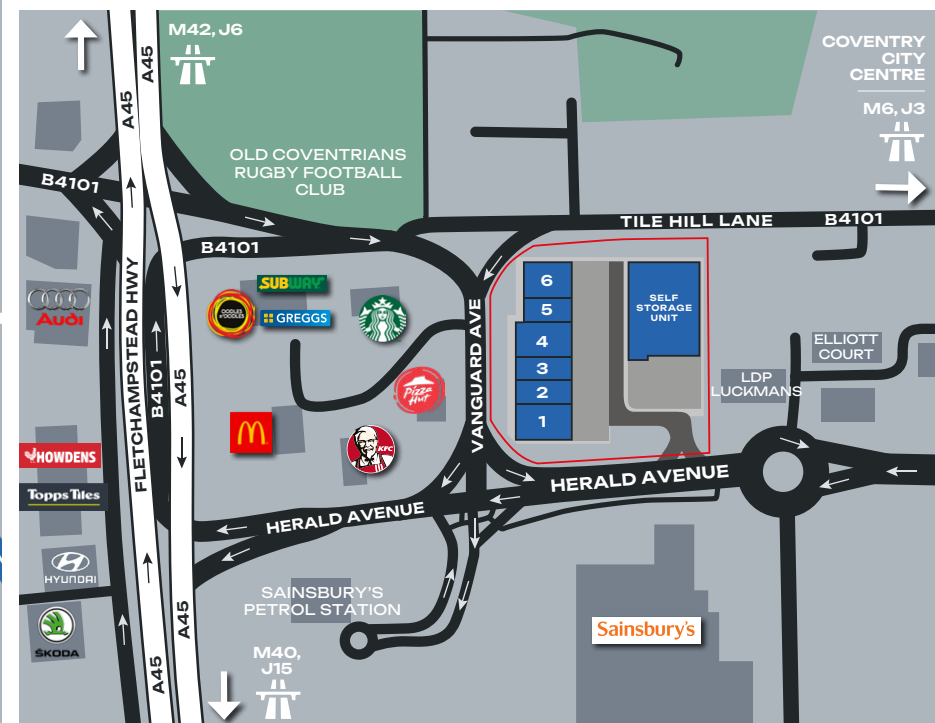 M42, J6
A45
A45
COVENTRY
CITY
CENTRE
M6, J3
OLD COVENTRIANS
RUGBY FOOTBALL
CLUB
B4101
TILE HILL LANE
B4101
B4101
FLETCHAMPSTEAD HWY
B4101
A45
VANGUARD AVE
SUBWAY
OODLES
N'OODLES
GREGGS
Audi
Pizza
Hut
M
KFC
6
5
4
3
2
1
SELF
STORAGE
UNIT
ELLIOTT
COURT
LDP
LUCKMANS
HOWDENS
Topps Tiles
HERALD AVENUE
HERALD AVENUE
HYUNDAI
ŠKODA
SAINSBURY'S
PETROL STATION
Sainsbury's
A45
A45
M40,
J15